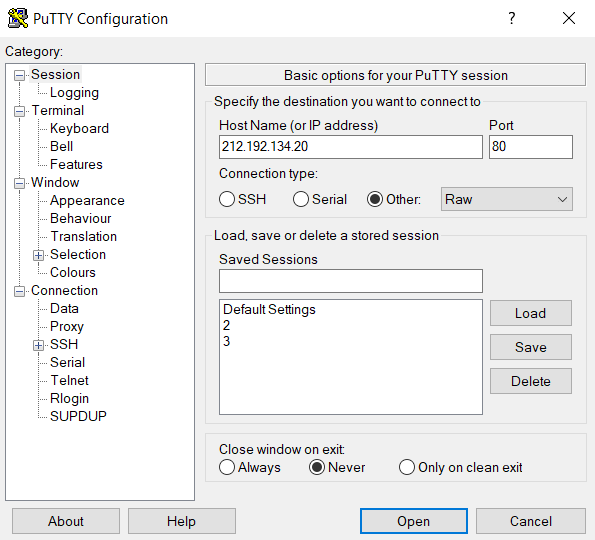 PuTTY Configuration
?
Category:
Session
Logging
Terminal
Keyboard
Bell
Features
Window
Appearance
Behaviour
Translation
Selection
Colours
Connection
Data
Proxy
SSH
Serial
Telnet
Rlogin
SUPDUP
Basic options for your PuTTY session
Specify the destination you want to connect to
Host Name (or IP address) Port
212.192.134.20 80
Connection type:
SSH Serial Other: Raw
Load, save or delete a stored session
Saved Sessions
Default Settings
2
3
Load
Save
Delete
Close window on exit:
Always Never Only on clean exit
About Help Open Cancel